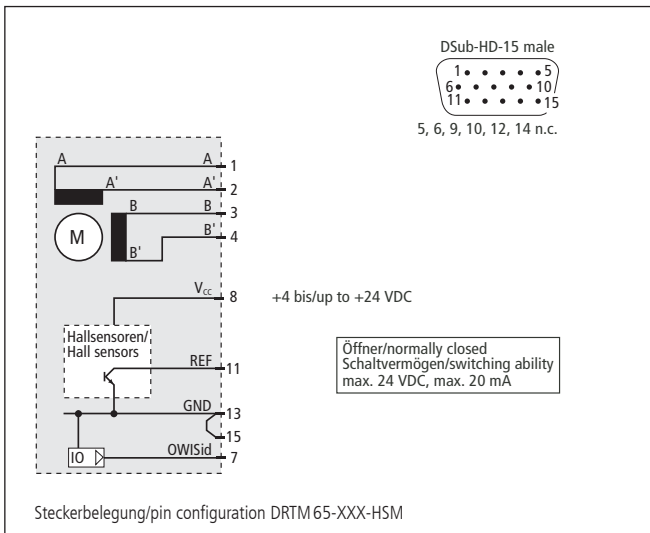 DSub-HD-15 male
1 5
6 10
11 15
5, 6, 9, 10, 12, 14 n.c.
A A 1
A' A' 2
B B 3
M B' B' 4
V_cc 8 +4 bis/up to +24 VDC
Hallsensoren/
Hall sensors
REF 11
Öffner/normally closed
Schaltvermögen/switching ability
max. 24 VDC, max. 20 mA
GND 13
15
IO OWISid 7
Steckerbelegung/pin configuration DRTM 65-XXX-HSM